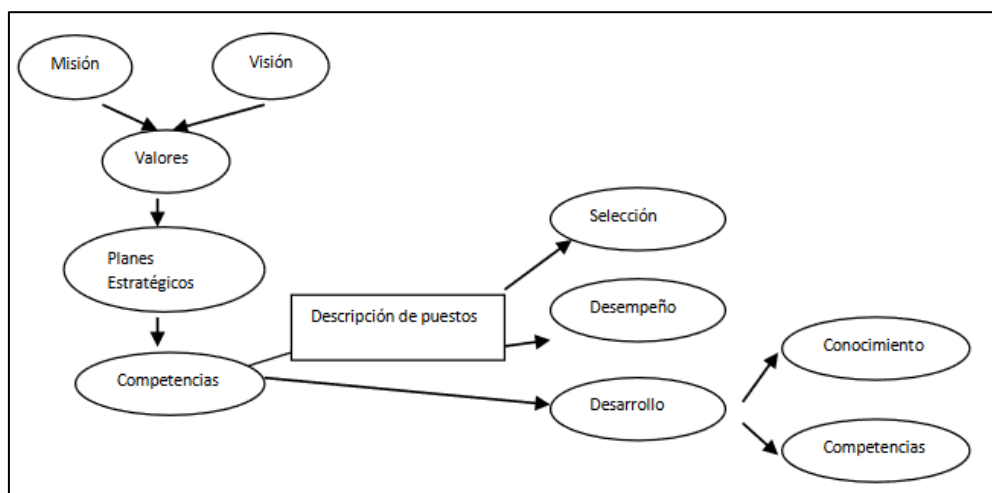 Misión
Visión
Valores
Planes
Estratégicos
Competencias
Descripción de puestos
Selección
Desempeño
Desarrollo
Conocimiento
Competencias